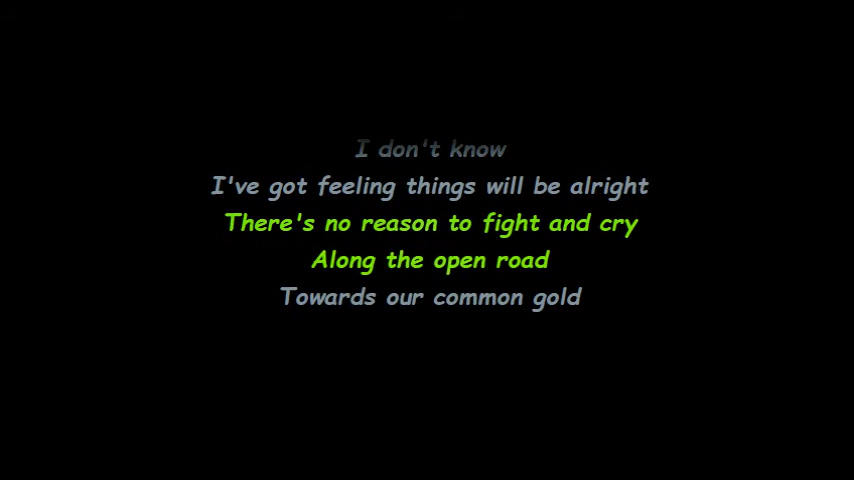 I don't know
I've got feeling things will be alright
There's no reason to fight and cry
Along the open road
Towards our common gold